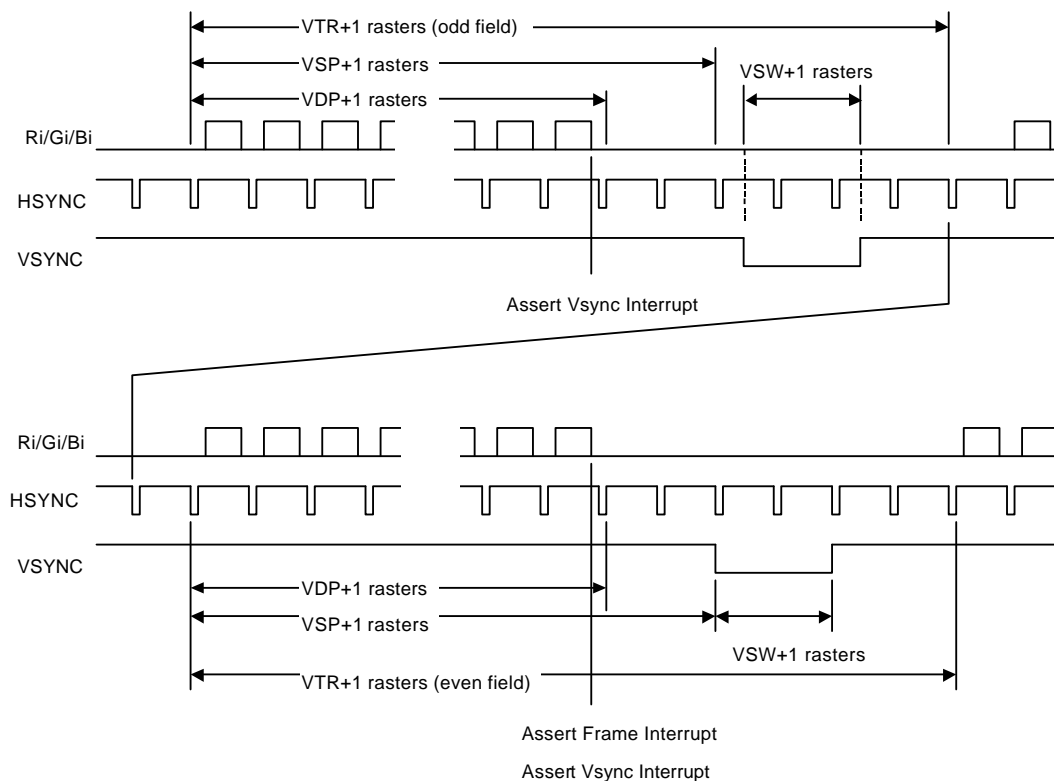 VTR+1 rasters (odd field)
VSP+1 rasters
VSW+1 rasters
VDP+1 rasters
Ri/Gi/Bi
HSYNC
VSYNC
Assert Vsync Interrupt
Ri/Gi/Bi
HSYNC
VSYNC
VDP+1 rasters
VSP+1 rasters
VSW+1 rasters
VTR+1 rasters (even field)
Assert Frame Interrupt
Assert Vsync Interrupt